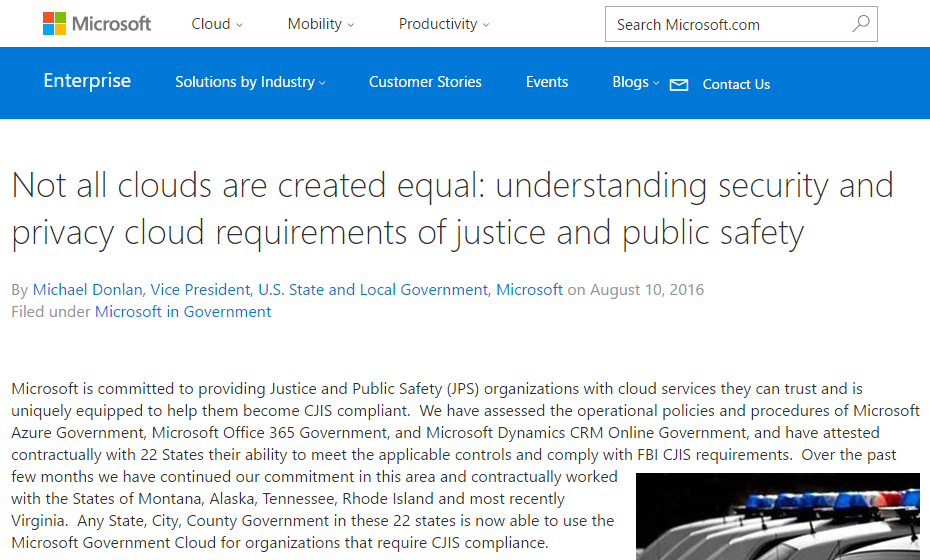 Microsoft Cloud Mobility Productivity Search Microsoft.com
Enterprise Solutions by Industry Customer Stories Events Blogs Contact Us
Not all clouds are created equal: understanding security and
privacy cloud requirements of justice and public safety
By Michael Donlan, Vice President, U.S. State and Local Government, Microsoft on August 10, 2016
Filed under Microsoft in Government
Microsoft is committed to providing Justice and Public Safety (JPS) organizations with cloud services they can trust and is
uniquely equipped to help them become CJIS compliant.  We have assessed the operational policies and procedures of Microsoft
Azure Government, Microsoft Office 365 Government, and Microsoft Dynamics CRM Online Government, and have attested
contractually with 22 States their ability to meet the applicable controls and comply with FBI CJIS requirements.  Over the past
few months we have continued our commitment in this area and contractually worked
with the States of Montana, Alaska, Tennessee, Rhode Island and most recently
Virginia.  Any State, City, County Government in these 22 states is now able to use the
Microsoft Government Cloud for organizations that require CJIS compliance.